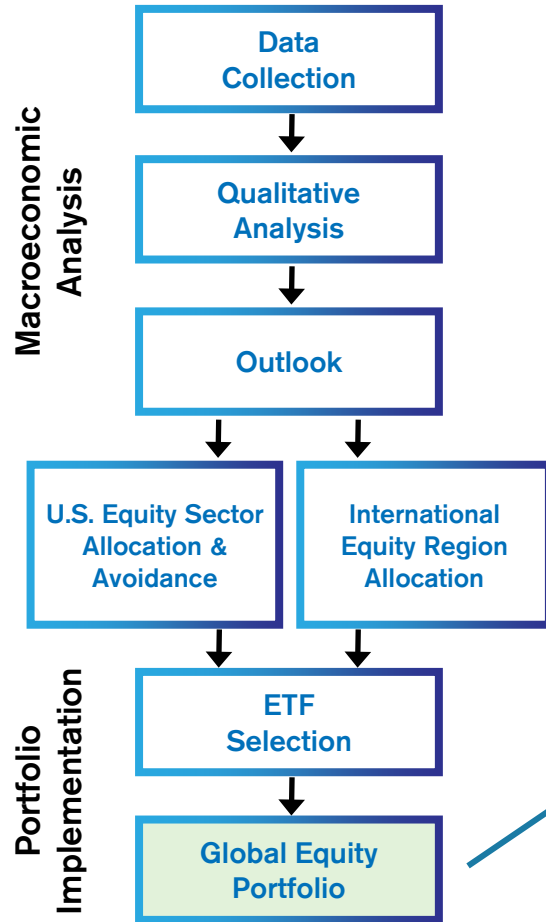 Macroeconomic
Analysis
Data
Collection
Qualitative
Analysis
Outlook
U.S. Equity Sector
Allocation &
Avoidance
International
Equity Region
Allocation
Portfolio
Implementation
ETF
Selection
Global Equity
Portfolio